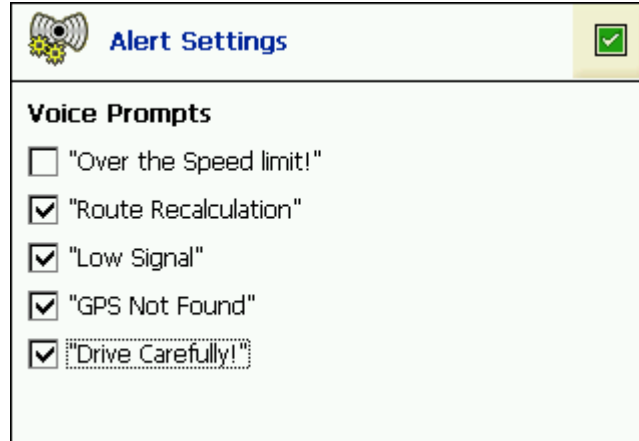 Alert Settings
Voice Prompts
"Over the Speed limit!"
"Route Recalculation"
"Low Signal"
"GPS Not Found"
"Drive Carefully!"